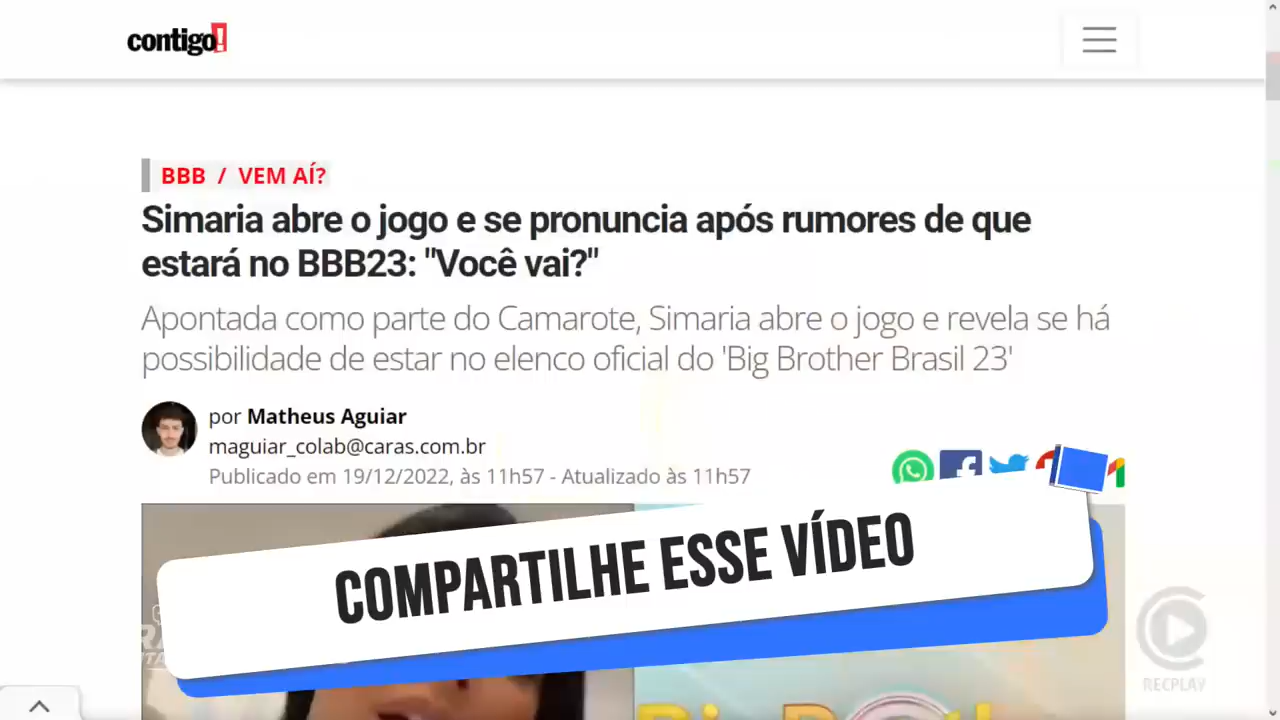 contigo!
BBB / VEM AÍ?
Simaria abre o jogo e se pronuncia após rumores de que
estará no BBB23: "Você vai?"
Apontada como parte do Camarote, Simaria abre o jogo e revela se há
possibilidade de estar no elenco oficial do 'Big Brother Brasil 23'
por Matheus Aguiar
maguiar_colab@caras.com.br
Publicado em 19/12/2022, às 11h57 - Atualizado às 11h57
COMPARTILHE ESSE VÍDEO
RECPLAY